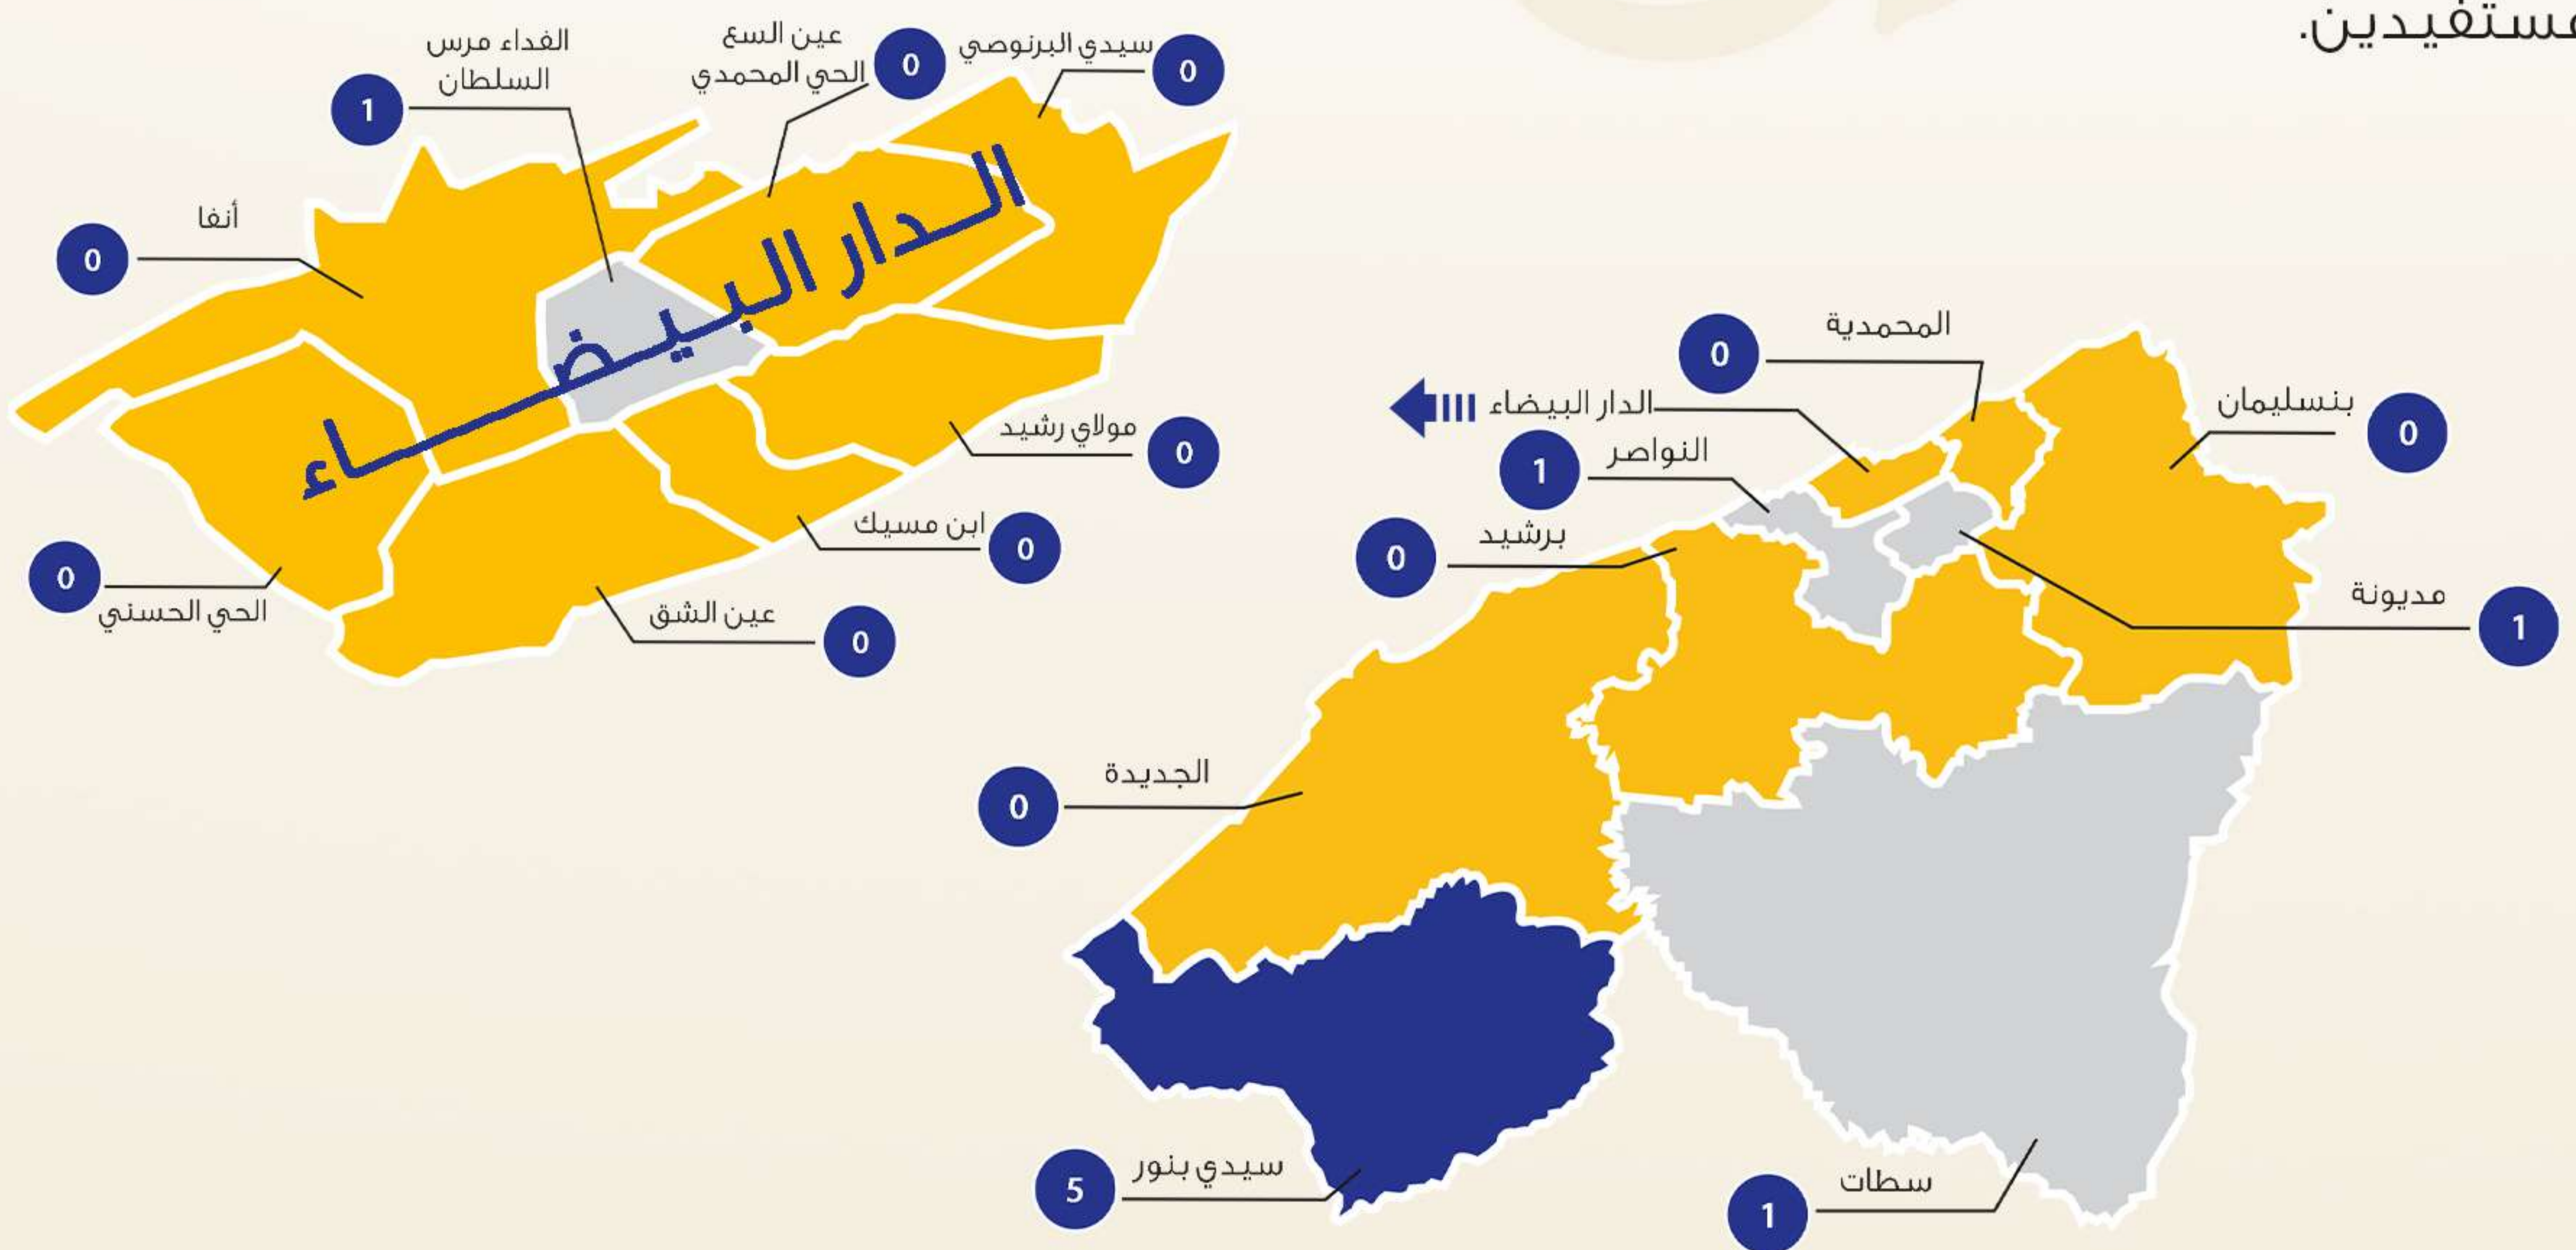 مستفيدين.
سيدي البرنوصي
0
عين السع
الحي المحمدي
0
الفداء مرس
السلطان
1
أنفا
0
الدار البيضاء
مولاي رشيد
0
ابن مسيك
0
عين الشق
0
الحي الحسني
0
المحمدية
0
الدار البيضاء
بنسليمان
0
النواصر
1
برشيد
0
مديونة
1
الجديدة
0
سيدي بنور
5
سطات
1